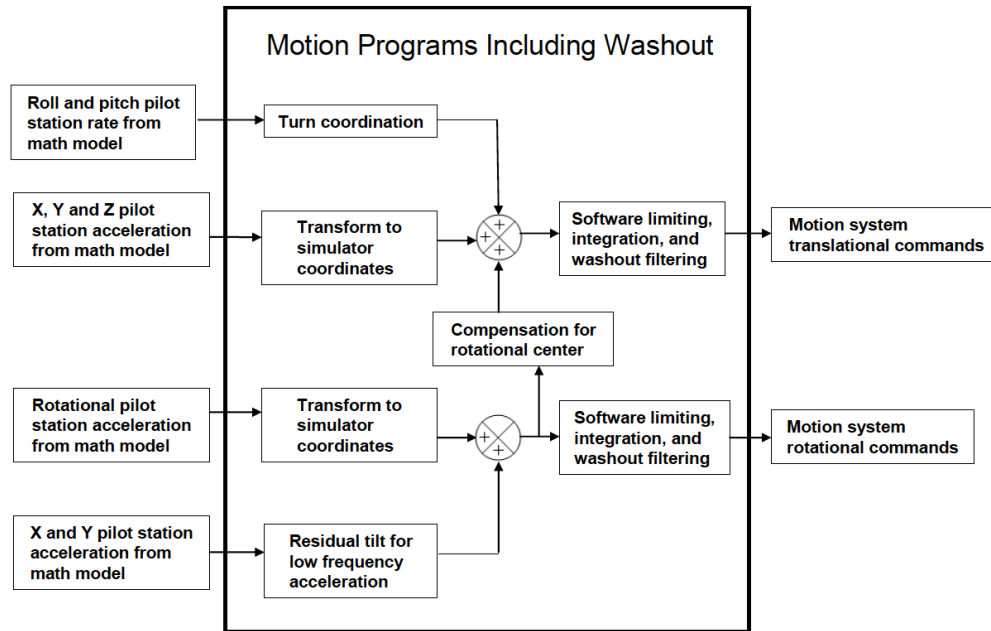 Motion Programs Including Washout
Roll and pitch pilot
station rate from
math model
Turn coordination
+
+
+
X, Y and Z pilot
station acceleration
from math model
Transform to
simulator
coordinates
Software limiting,
integration, and
washout filtering
Motion system
translational commands
Compensation for
rotational center
Rotational pilot
station acceleration
from math model
Transform to
simulator
coordinates
+
+
Software limiting,
integration, and
washout filtering
Motion system
rotational commands
X and Y pilot station
acceleration from
math model
Residual tilt for
low frequency
acceleration